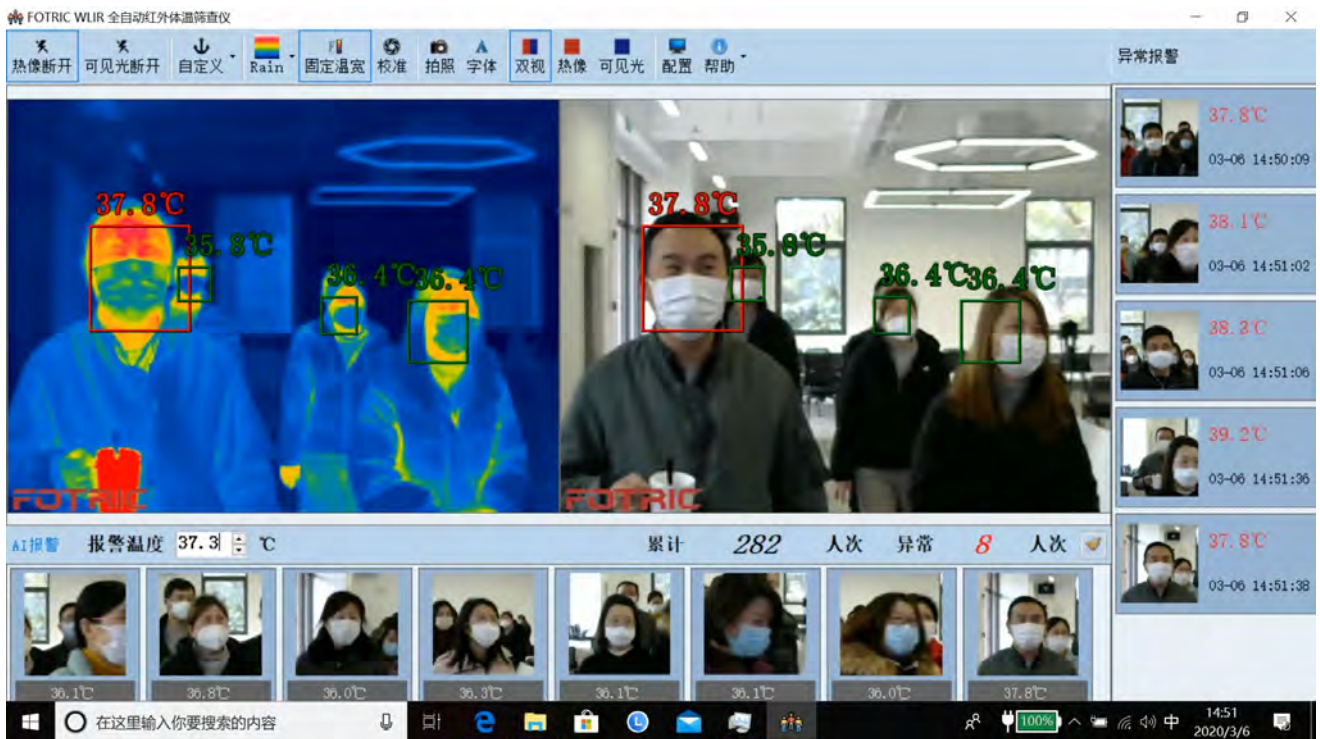 FOTRIC WLIR 全自动红外体温筛查仪
热像断开 可见光断开 自定义 Rain 固定温宽 校准 拍照 字体 双视 热像 可见光 配置 帮助
异常报警
37.8℃
03-06 14:50:09
38.1℃
03-06 14:51:02
38.3℃
03-06 14:51:06
39.2℃
03-06 14:51:36
37.8℃
03-06 14:51:38
37.8℃
35.8℃
36.4℃
36.4℃
FOTRIC
37.8℃
35.8℃
36.4℃
36.4℃
FOTRIC
AI报警 报警温度 37.3 ℃ 累计 282 人次 异常 8 人次
36.1℃ 36.8℃ 36.0℃ 36.3℃ 36.1℃ 36.1℃ 36.0℃ 37.8℃
在这里输入你要搜索的内容
100% 中 14:51
2020/3/6